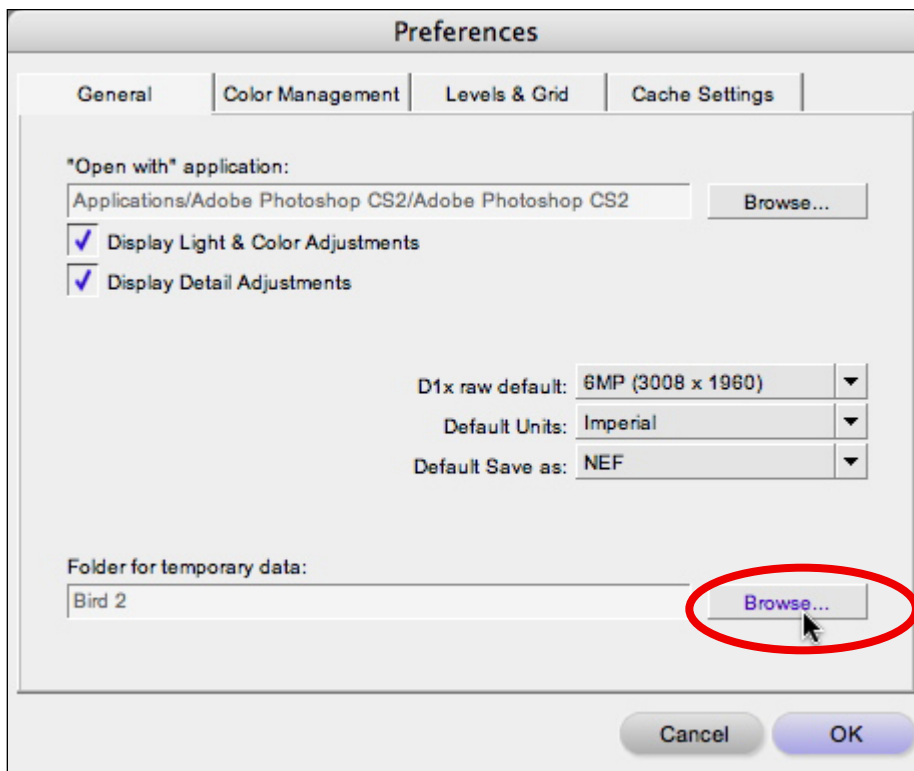 Preferences
General Color Management Levels & Grid Cache Settings
"Open with" application:
Applications/Adobe Photoshop CS2/Adobe Photoshop CS2 Browse...
Display Light & Color Adjustments
Display Detail Adjustments
D1x raw default: 6MP (3008 x 1960)
Default Units: Imperial
Default Save as: NEF
Folder for temporary data:
Bird 2 Browse...
Cancel OK